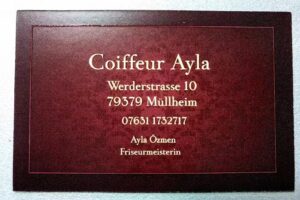 Coiffeur Ayla
Werderstrasse 10
79379 Müllheim
07631 1732717
Ayla Özmen
Friseurmeisterin